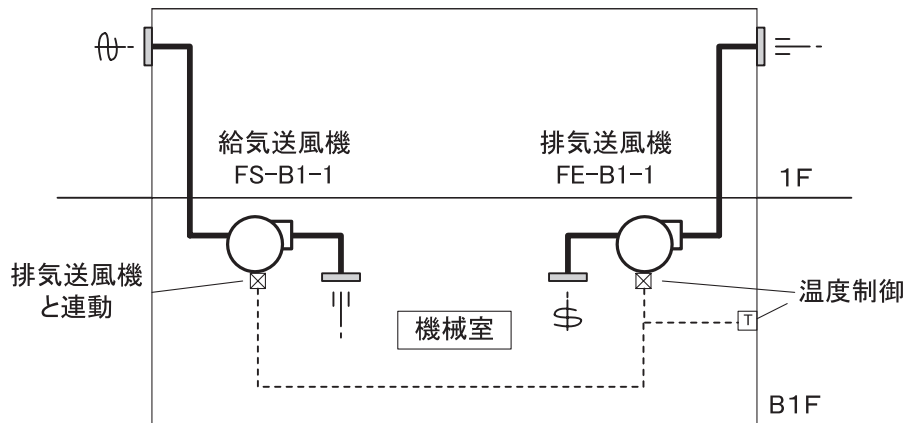 給気送風機
FS-B1-1
排気送風機
FE-B1-1
1F
排気送風機
と連動
機械室
温度制御
T
B1F